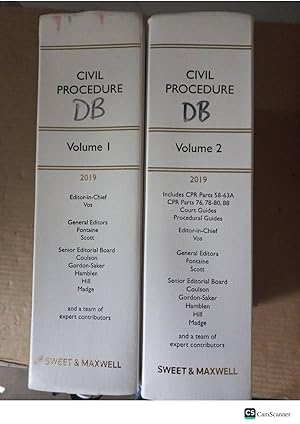 CIVIL
PROCEDURE
DB
Volume 1
2019
Editor-in-Chief
Vos
General Editors
Fontaine
Scott
Senior Editorial Board
Coulson
Gordon-Saker
Hamblen
Hill
Madge
and a team of
expert contributors
SWEET & MAXWELL
CIVIL
PROCEDURE
DB
Volume 2
2019
Includes CPR Parts 58-63A
CPR Parts 76, 78-80, 88
Court Guides
Procedural Guides
Editor-in-Chief
Vos
General Editors
Fontaine
Scott
Senior Editorial Board
Coulson
Gordon-Saker
Hamblen
Hill
Madge
and a team of
expert contributors
SWEET & MAXWELL
CS CamScanner